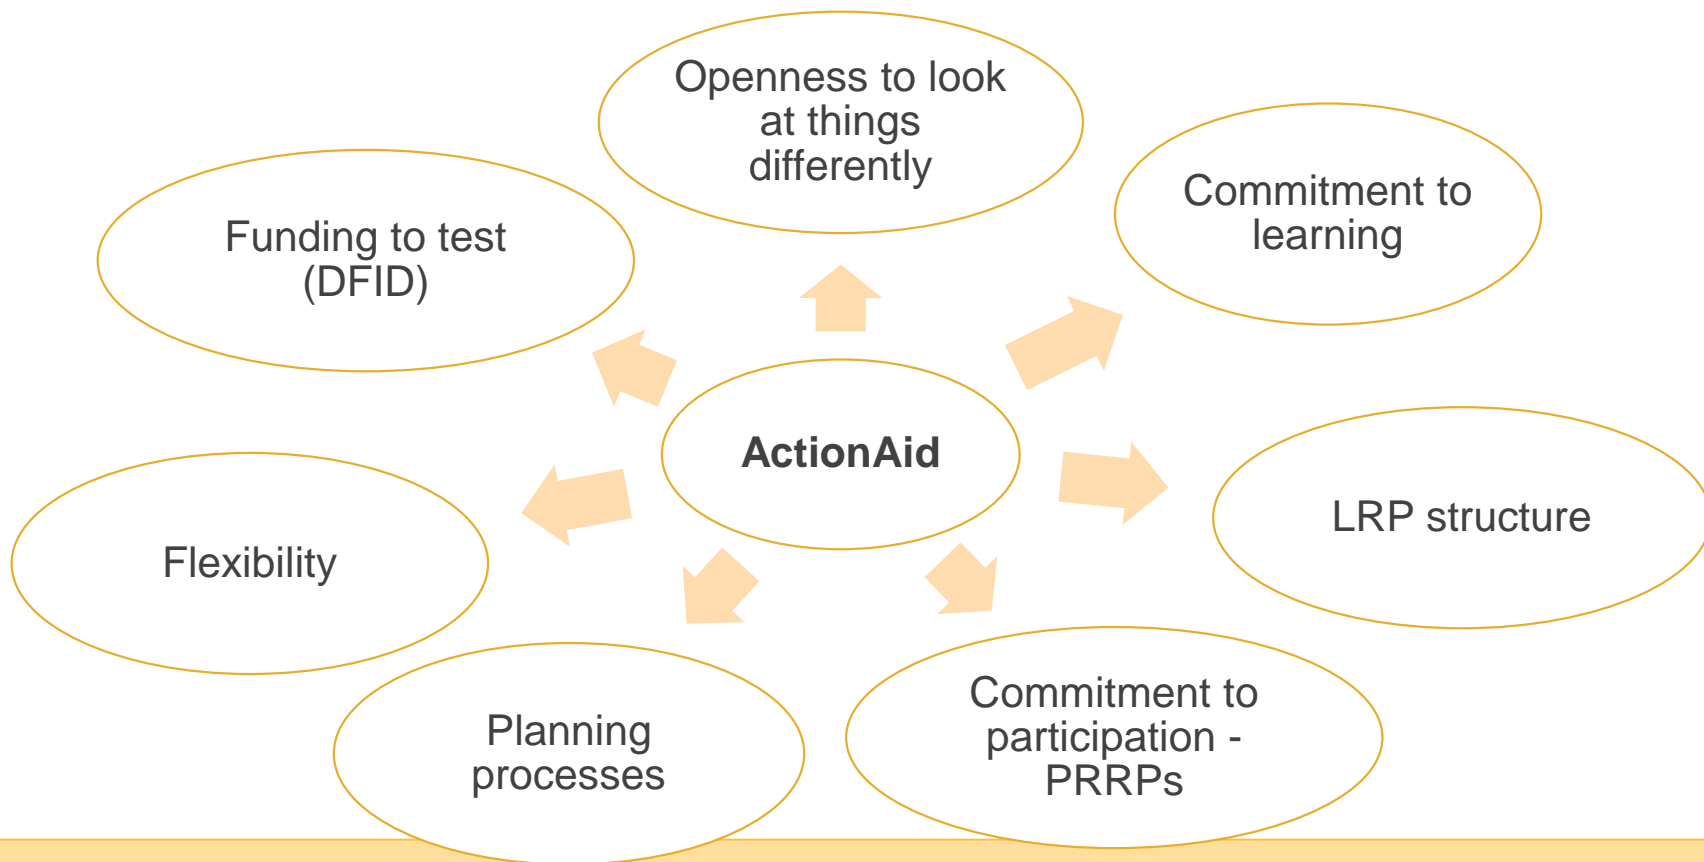 Openness to look
at things
differently
Commitment to
learning
Funding to test
(DFID)
ActionAid
LRP structure
Flexibility
Commitment to
participation -
PRRPs
Planning
processes